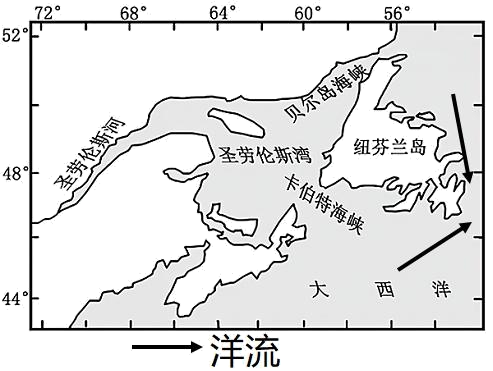 72° 68° 64° 60° 56°
52°
贝尔岛海峡
纽芬兰岛
圣劳伦斯河
圣劳伦斯湾
48°
卡伯特海峡
44°
大西洋
洋流